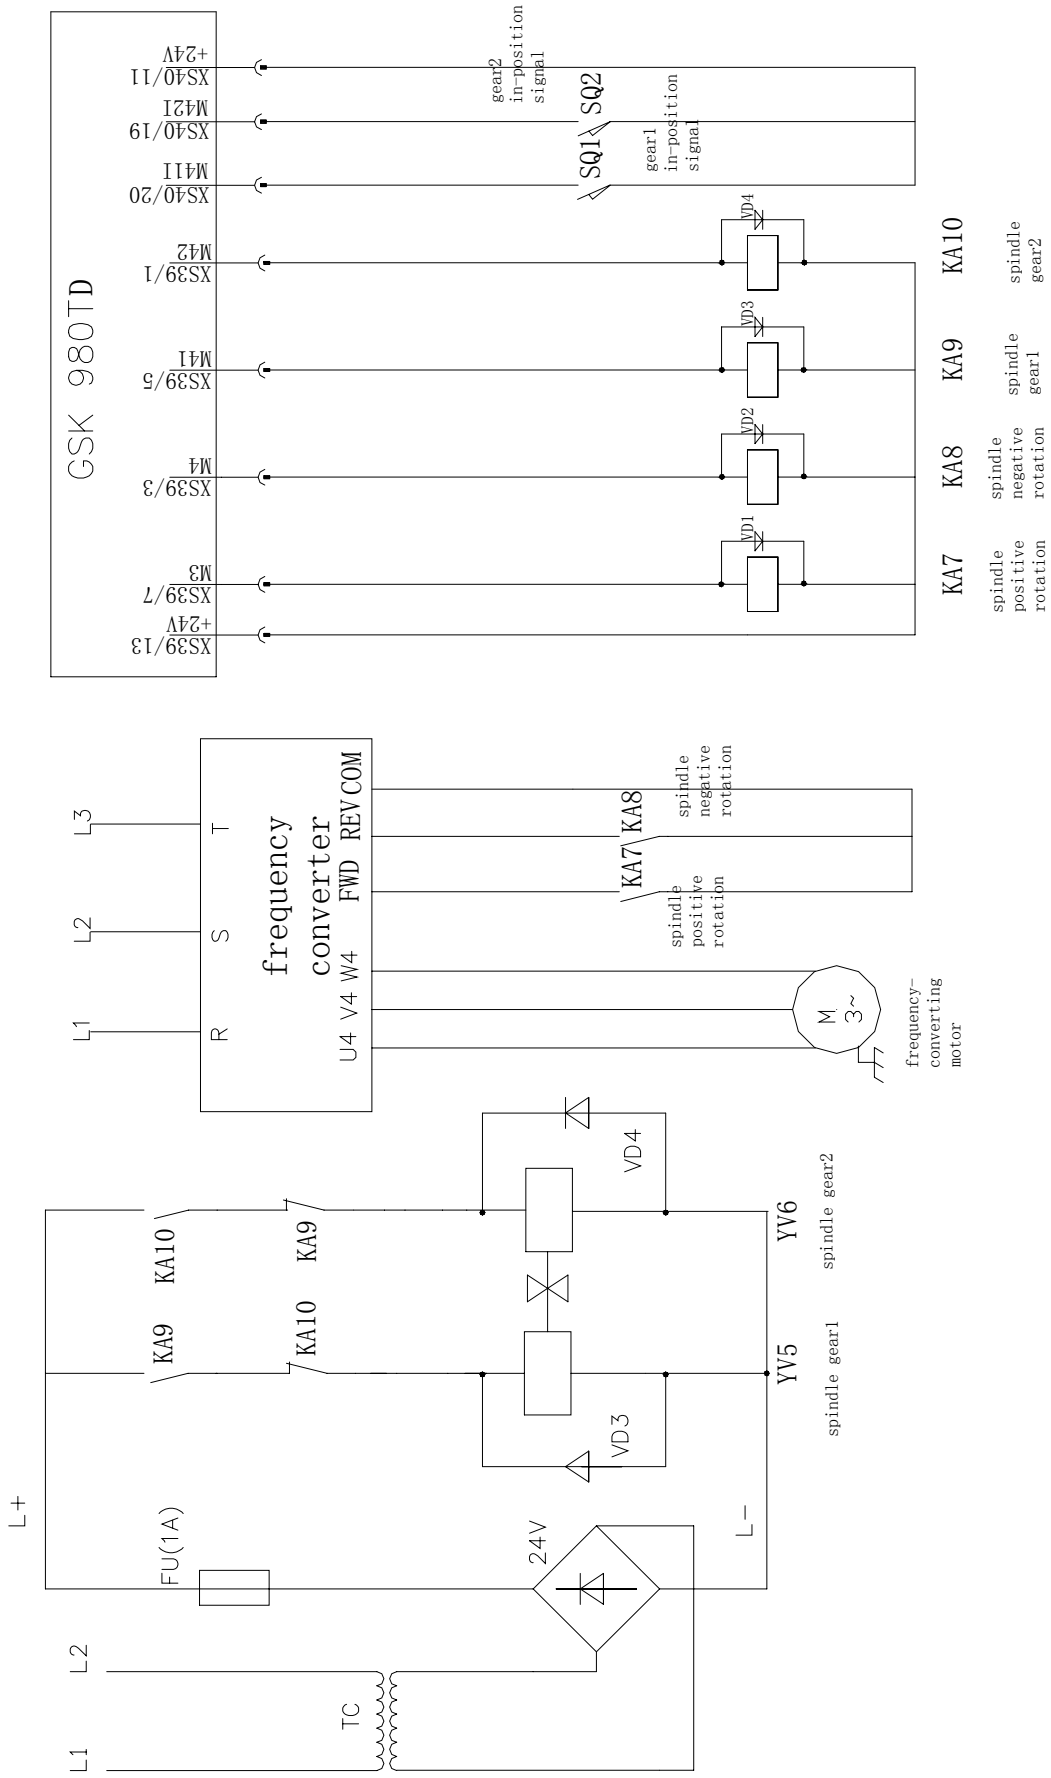 GSK 980TD
XS40/11
+24V
XS40/19
M42I
XS40/20
M41I
XS39/1
M42
XS39/5
M41
XS39/3
M4
XS39/7
M3
XS39/13
+24V
gear2
in-position
signal
SQ2
SQ1
gear1
in-position
signal
VD4
VD3
VD2
VD1
KA10
spindle
gear2
KA9
spindle
gear1
KA8
spindle
negative
rotation
KA7
spindle
positive
rotation
L3
L2
L1
T
S
R
frequency
converter
U4 V4 W4 FWD REV COM
KA8
KA7
spindle
negative
rotation
spindle
positive
rotation
M
3~
frequency-
converting
motor
KA10
KA9
KA9
KA10
VD4
VD3
YV6
spindle gear2
YV5
spindle gear1
L+
FU(1A)
24V
L-
L2
L1
TC